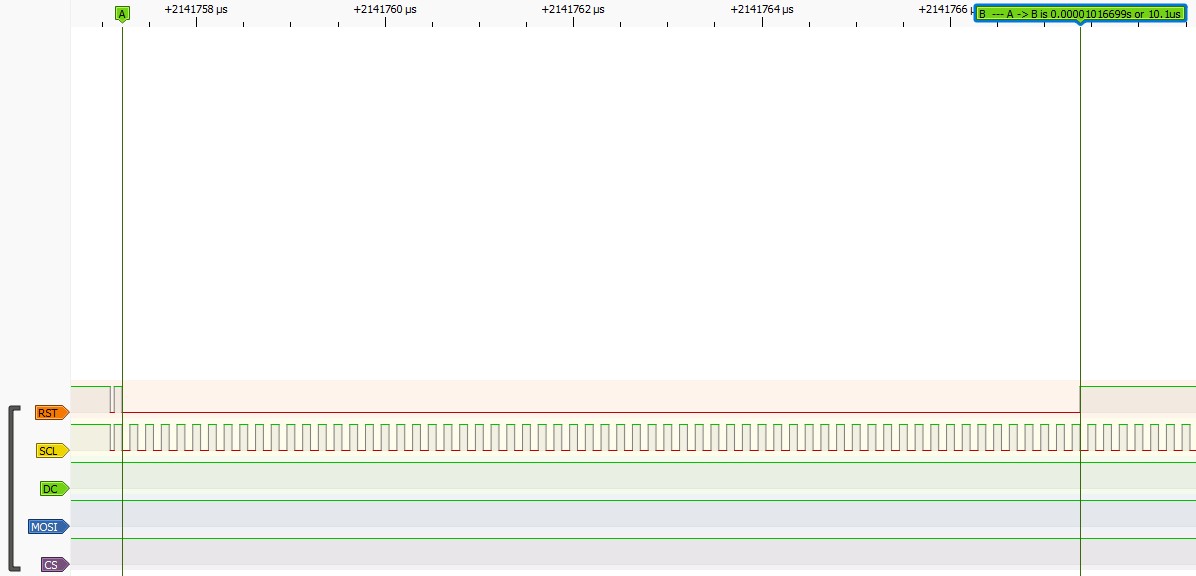 A
+2141758 µs
+2141760 µs
+2141762 µs
+2141764 µs
+2141766 µ
B --- A -> B is 0.00001016699s or 10.1us
RST
SCL
DC
MOSI
CS